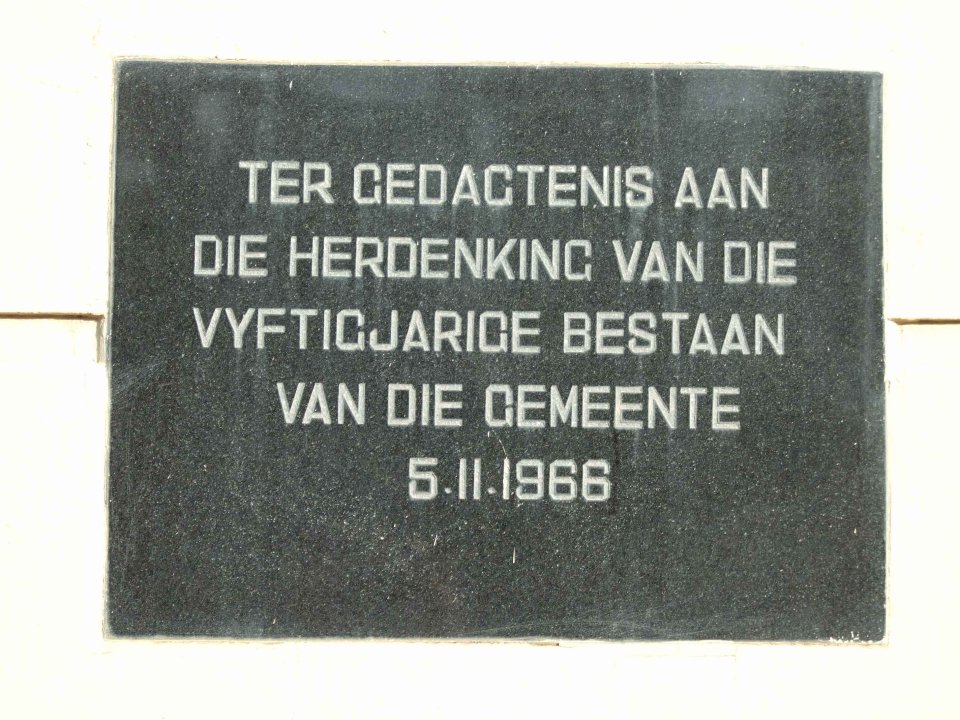 TER GEDAGTENIS AAN
DIE HERDENKING VAN DIE
VYFTIGJARIGE BESTAAN
VAN DIE GEMEENTE
5.11.1966